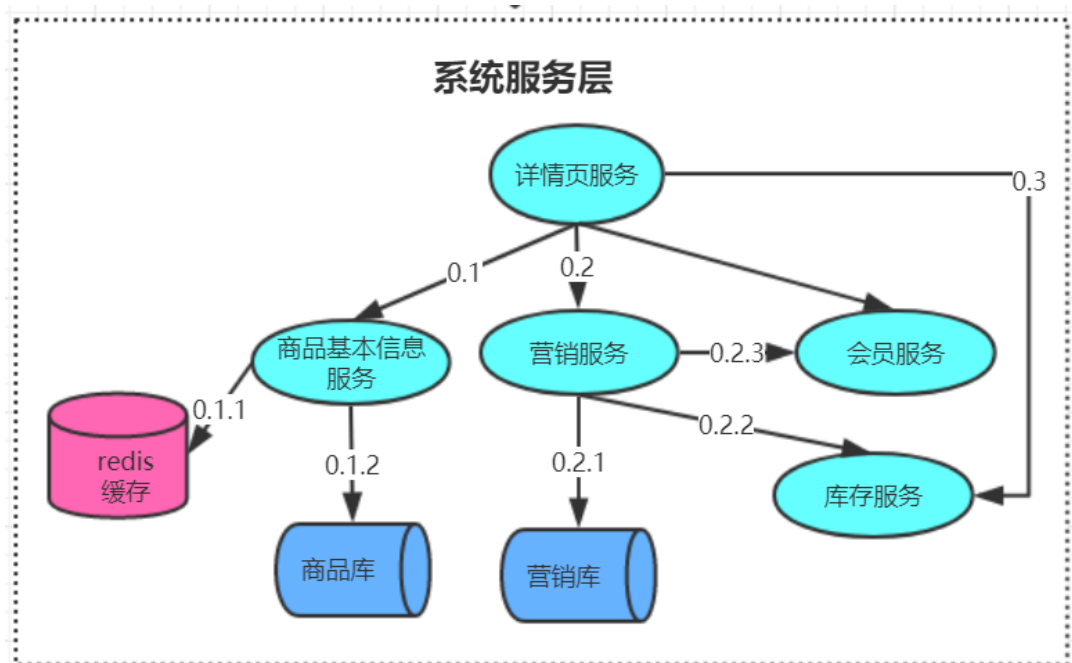 系统服务层
详情页服务
0.3
0.1
0.2
商品基本信息
服务
营销服务
0.2.3
会员服务
0.1.1
0.2.2
redis
缓存
0.1.2
0.2.1
库存服务
商品库
营销库